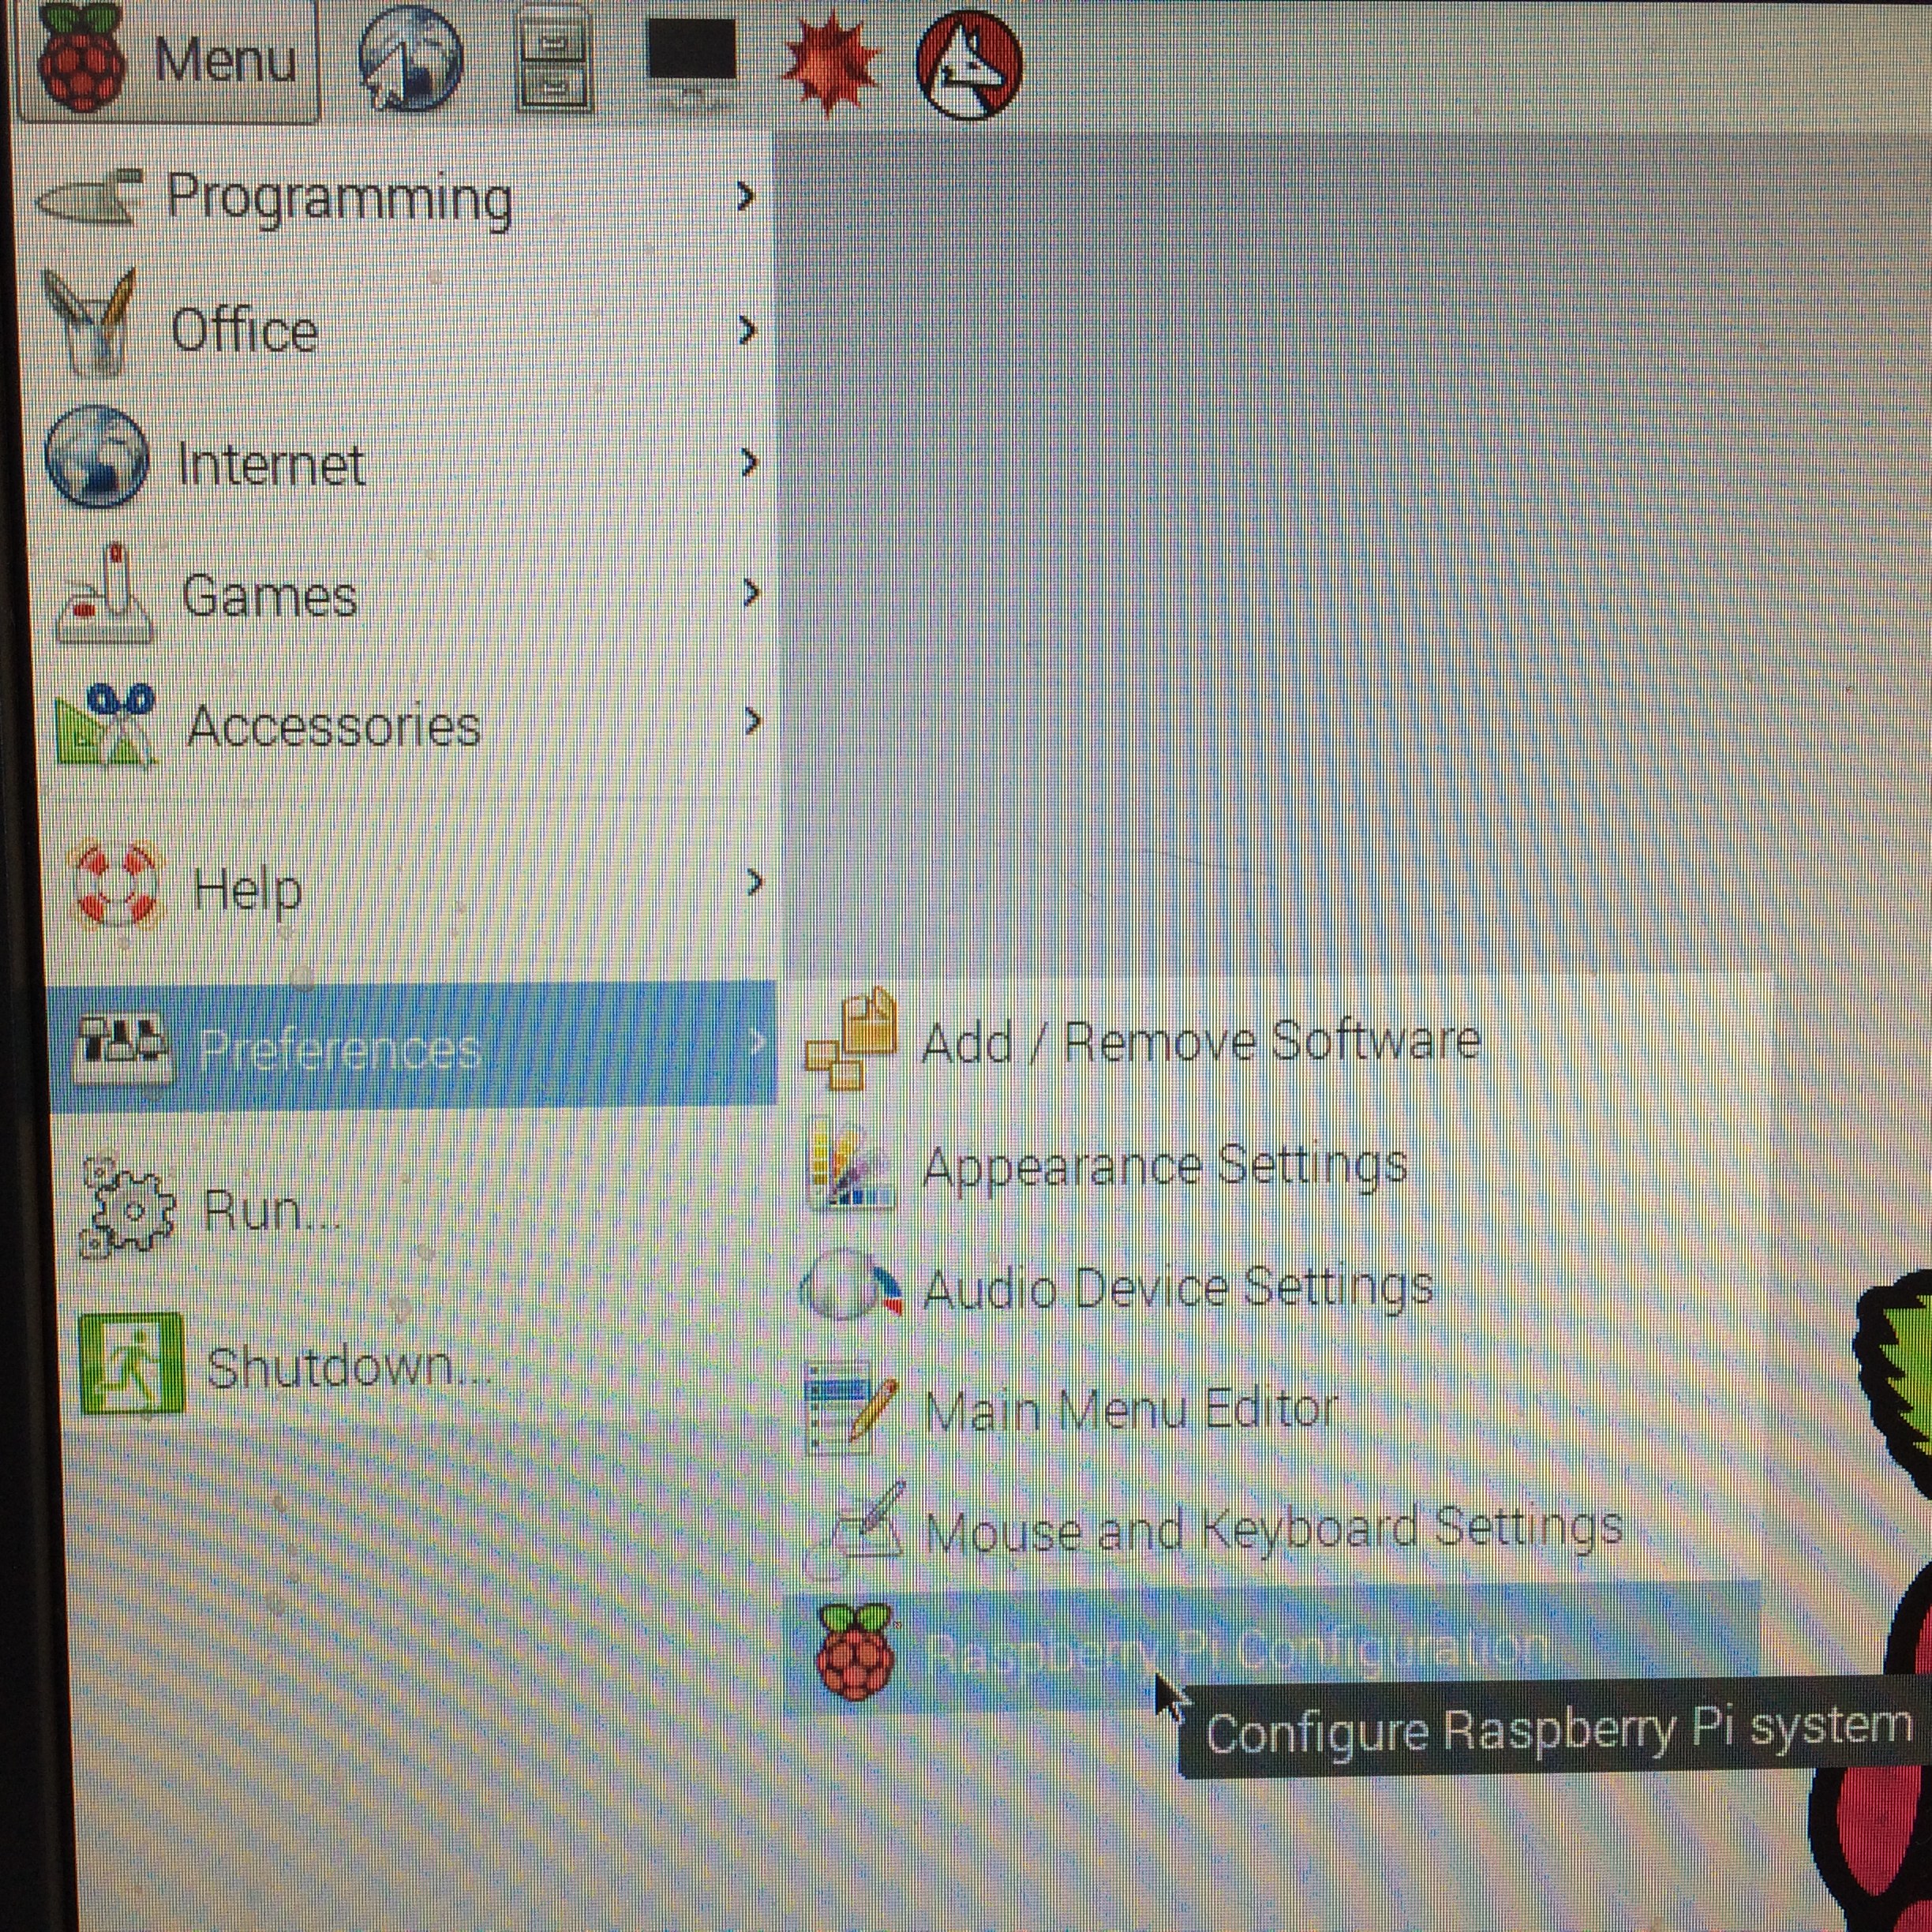 Menu
Programming
Office
Internet
Games
Accessories
Help
Preferences
Run...
Shutdown...
Add / Remove Software
Appearance Settings
Audio Device Settings
Main Menu Editor
Mouse and Keyboard Settings
Raspberry Pi Configuration
Configure Raspberry Pi system